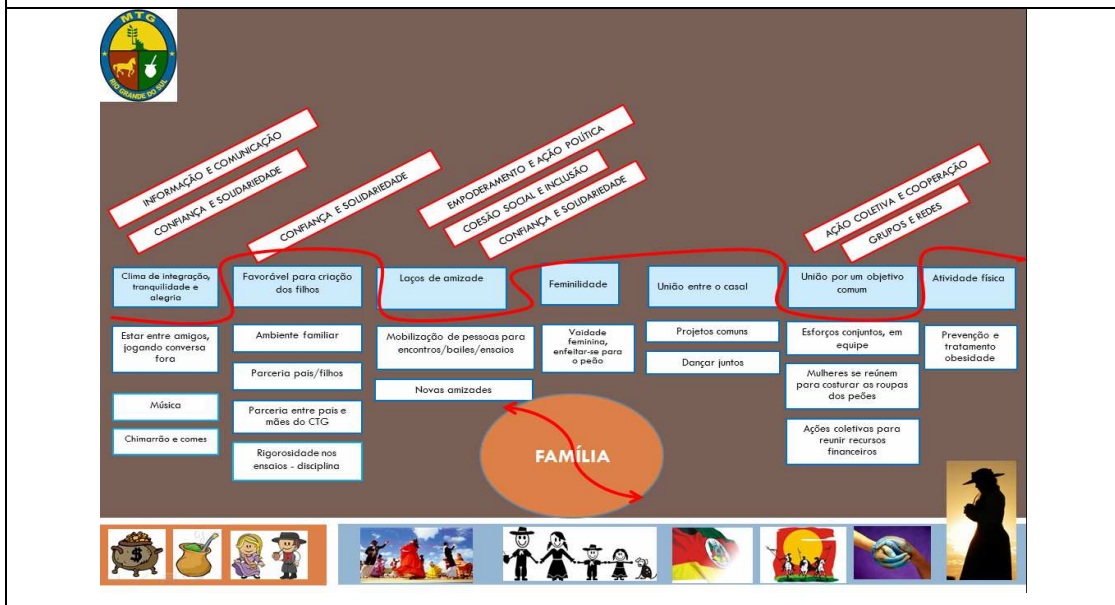 MTG
RIO GRANDE DO SUL
INFORMAÇÃO E COMUNICAÇÃO
CONFIANÇA E SOLIDARIEDADE
CONFIANÇA E SOLIDARIEDADE
EMPODERAMENTO E AÇÃO POLÍTICA
COESÃO SOCIAL E INCLUSÃO
CONFIANÇA E SOLIDARIEDADE
AÇÃO COLETIVA E COOPERAÇÃO
GRUPOS E REDES
Clima de integração,
tranquilidade e
alegria
Estar entre amigos,
jogando conversa
fora
Música
Chimarrão e comes
Favorável para criação
dos filhos
Ambiente familiar
Parceria pais/filhos
Parceria entre pais e
mães do CTG
Rigorosidade nos
ensaios - disciplina
Laços de amizade
Mobilização de pessoas para
encontros/bailes/ensaios
Novas amizades
Feminilidade
Vaidade
feminina,
enfeitar-se para
o peão
União entre o casal
Projetos comuns
Dançar juntos
União por um objetivo
comum
Esforços conjuntos, em
equipe
Mulheres se reúnem
para costurar as roupas
dos peões
Ações coletivas para
reunir recursos
financeiros
Atividade física
Prevenção e
tratamento
obesidade
FAMÍLIA
$